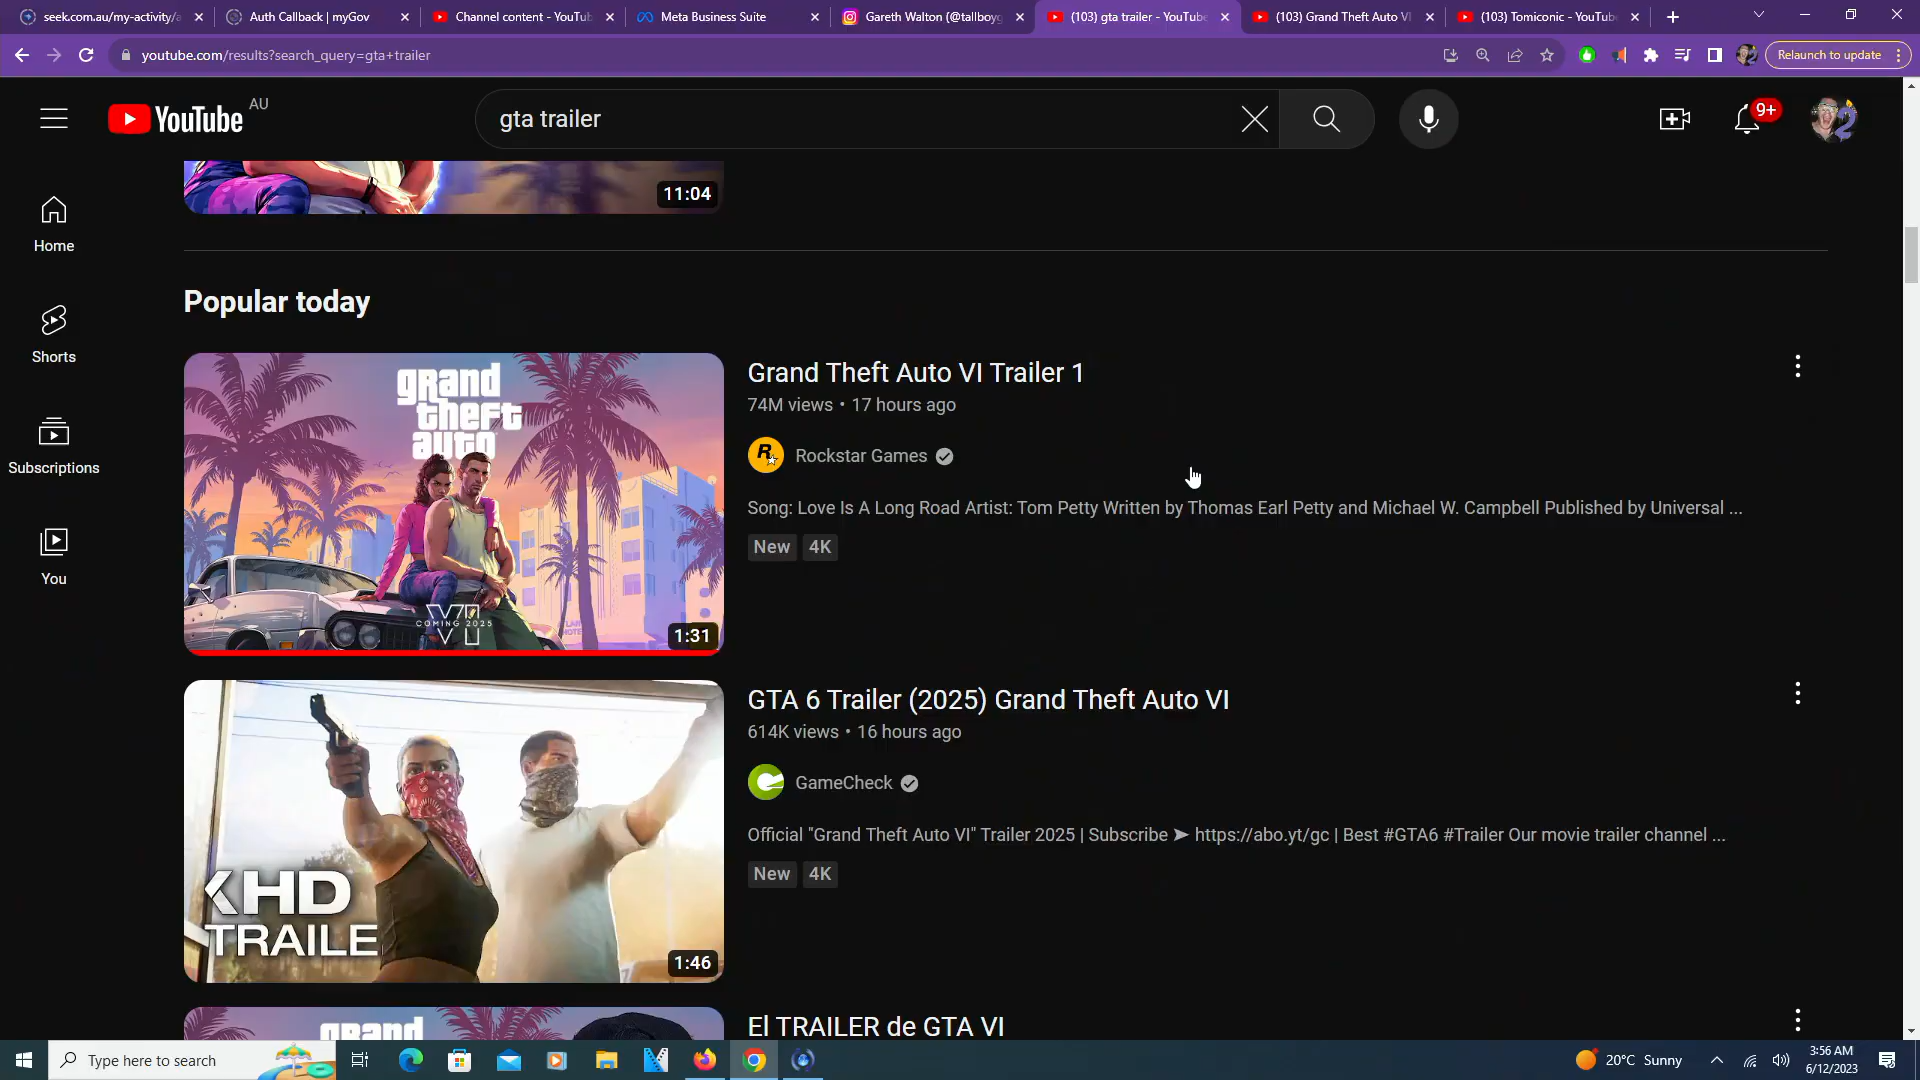 seek.com.au/my-activity/a
Auth Callback | myGov
Channel content - YouTub
Meta Business Suite
Gareth Walton (@tallboyg
(103) gta trailer - YouTube
(103) Grand Theft Auto VI
(103) Tomiconic - YouTube
youtube.com/results?search_query=gta+trailer
Relaunch to update
YouTube
AU
gta trailer
9+
Home
Shorts
Subscriptions
You
11:04
Popular today
grand
theft
auto
VI
COMING 2025
1:31
Grand Theft Auto VI Trailer 1
74M views • 17 hours ago
Rockstar Games
Song: Love Is A Long Road Artist: Tom Petty Written by Thomas Earl Petty and Michael W. Campbell Published by Universal ...
New 4K
KHD
TRAILE
1:46
GTA 6 Trailer (2025) Grand Theft Auto VI
614K views • 16 hours ago
GameCheck
Official "Grand Theft Auto VI" Trailer 2025 | Subscribe ➤ https://abo.yt/gc | Best #GTA6 #Trailer Our movie trailer channel ...
New 4K
grand
El TRAILER de GTA VI
Type here to search
20°C Sunny
3:56 AM
6/12/2023